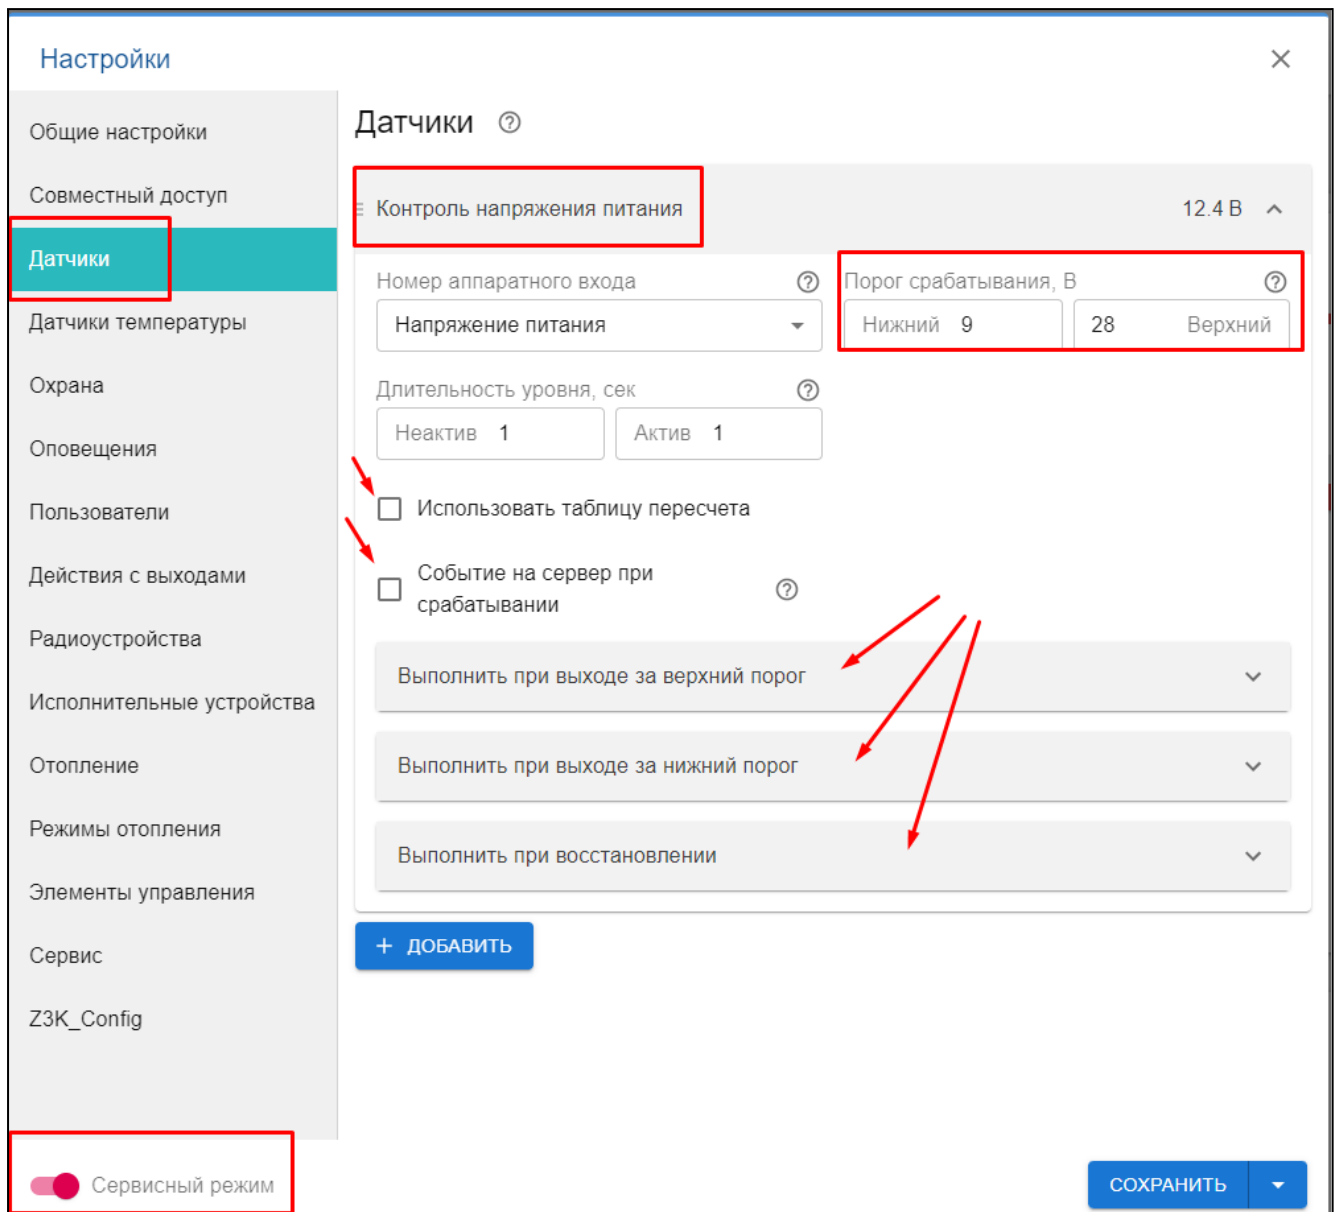 Настройки
Общие настройки
Совместный доступ
Датчики
Датчики температуры
Охрана
Оповещения
Пользователи
Действия с выходами
Радиоустройства
Исполнительные устройства
Отопление
Режимы отопления
Элементы управления
Сервис
Z3K_Config
Сервисный режим
Датчики
Контроль напряжения питания 12.4 В
Номер аппаратного входа
Напряжение питания
Порог срабатывания, В
Нижний 9
28 Верхний
Длительность уровня, сек
Неактив 1
Актив 1
Использовать таблицу пересчета
Событие на сервер при
срабатывании
Выполнить при выходе за верхний порог
Выполнить при выходе за нижний порог
Выполнить при восстановлении
+ ДОБАВИТЬ
СОХРАНИТЬ